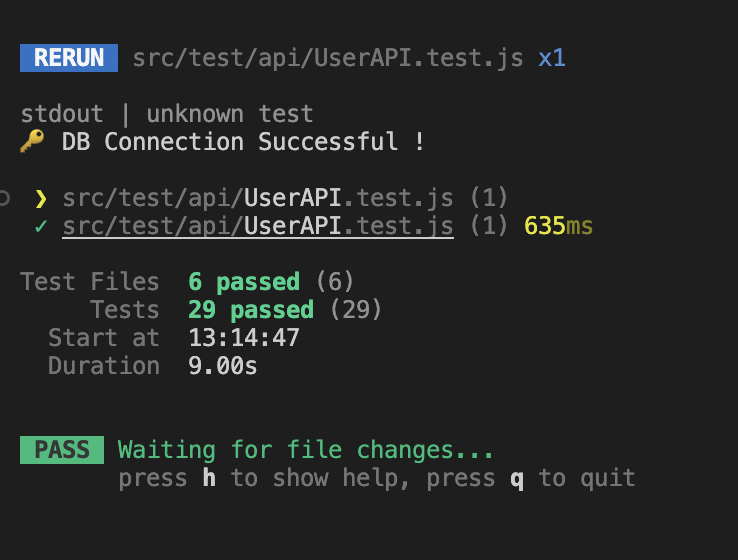 RERUN src/test/api/UserAPI.test.js x1
stdout | unknown test
🔑 DB Connection Successful !
❯ src/test/api/UserAPI.test.js (1)
✓ src/test/api/UserAPI.test.js (1) 635ms
Test Files 6 passed (6)
Tests 29 passed (29)
Start at 13:14:47
Duration 9.00s
PASS Waiting for file changes...
press h to show help, press q to quit